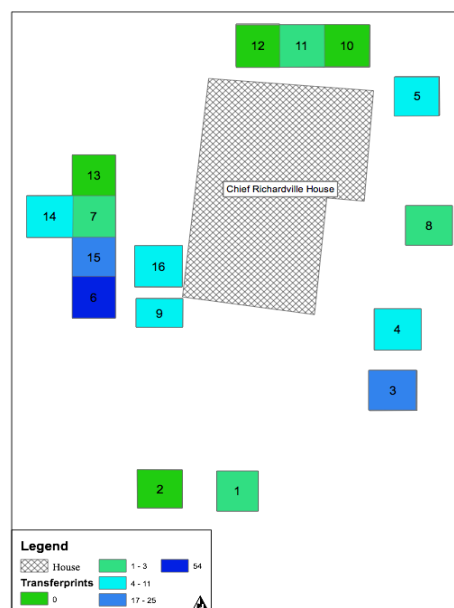 12 11 10
5
13
Chief Richardville House
14 7
8
15
16
6
9
4
3
2 1
Legend
House 1 - 3 54
Transferprints 4 - 11
0 17 - 25